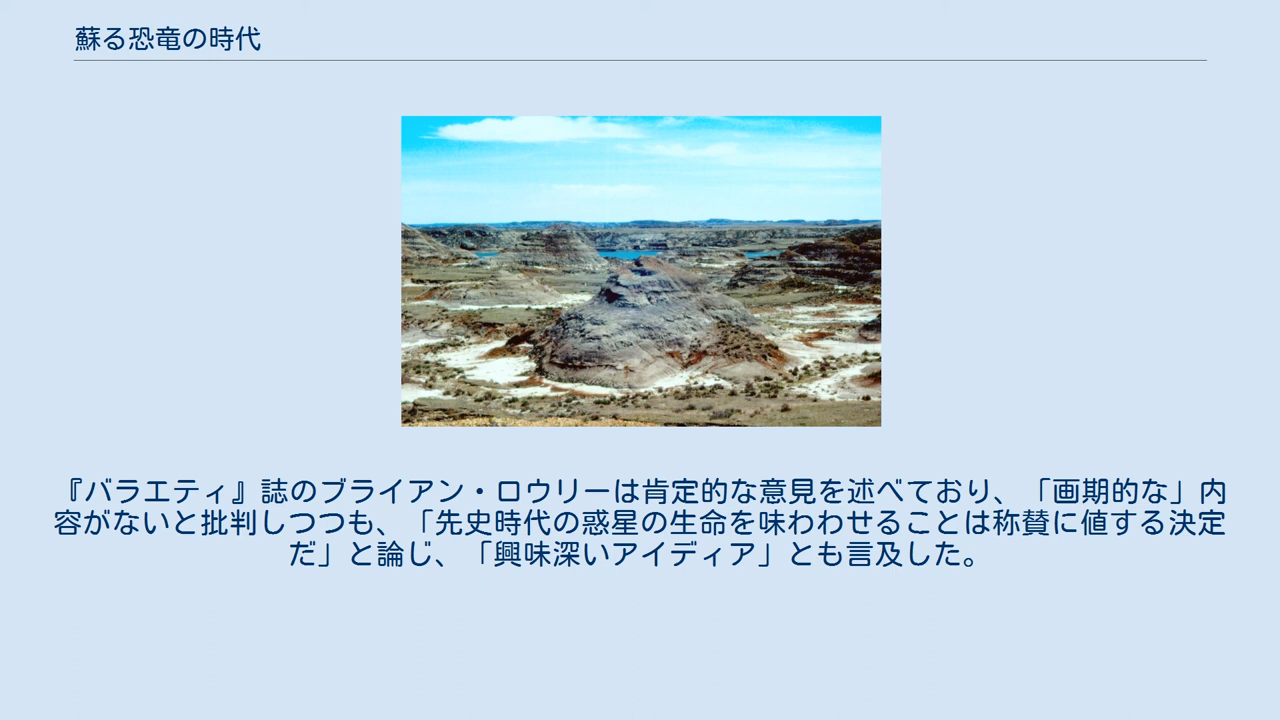 蘇る恐竜の時代
『バラエティ』誌のブライアン・ロウリーは肯定的な意見を述べており、「画期的な」内
容がないと批判しつつも、「先史時代の惑星の生命を味わわせることは称賛に値する決定
だ」と論じ、「興味深いアイディア」とも言及した。